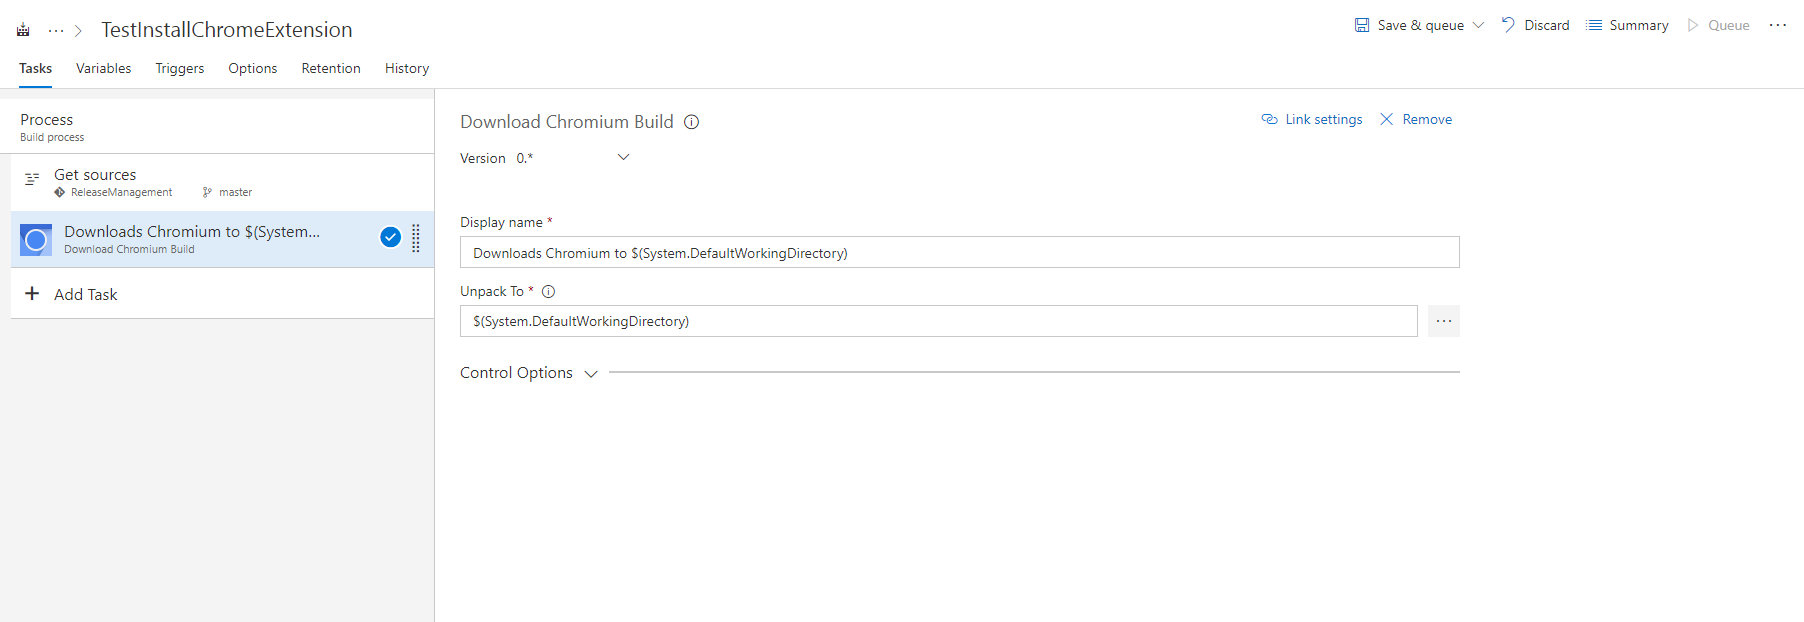 ··· > TestInstallChromeExtension
Save & queue Discard Summary Queue ···
Tasks Variables Triggers Options Retention History
Process
Build process
Get sources
ReleaseManagement master
Downloads Chromium to $(System...
Download Chromium Build
+ Add Task
Download Chromium Build
Link settings Remove
Version 0.*
Display name *
Downloads Chromium to $(System.DefaultWorkingDirectory)
Unpack To *
$(System.DefaultWorkingDirectory)
···
Control Options